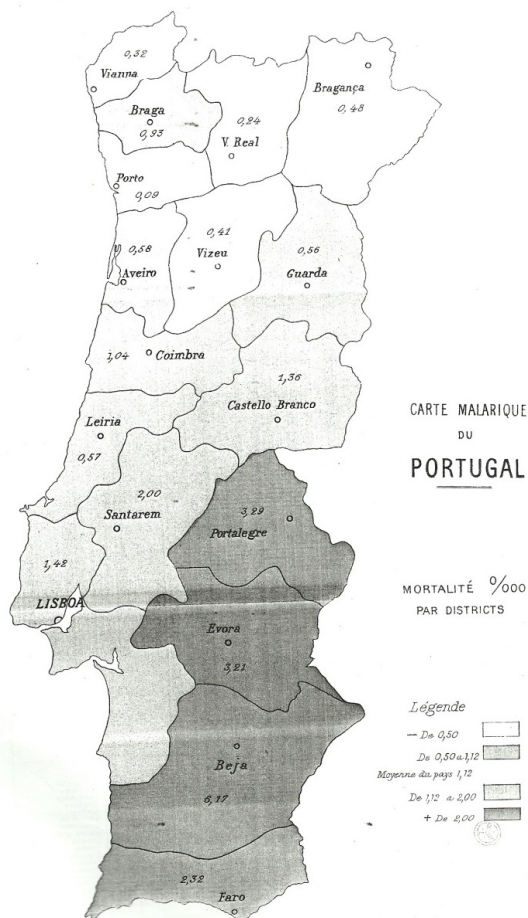 0,32
Vianna
Bragança
0,48
Braga
0,93
0,24
V. Real
Porto
0,09
0,58
Aveiro
0,41
Vizeu
0,56
Guarda
1,04
Coimbra
1,36
Castello Branco
Leiria
0,57
2,00
Santarem
3,29
Portalegre
1,42
LISBOA
Evora
3,21
Beja
6,17
2,32
Faro
CARTE MALARIQUE
DU
PORTUGAL
MORTALITÉ %000
PAR DISTRICTS
Légende
– De 0,50
De 0,50 a 1,12
Moyenne du pays 1,12
De 1,12 a 2,00
+ De 2,00